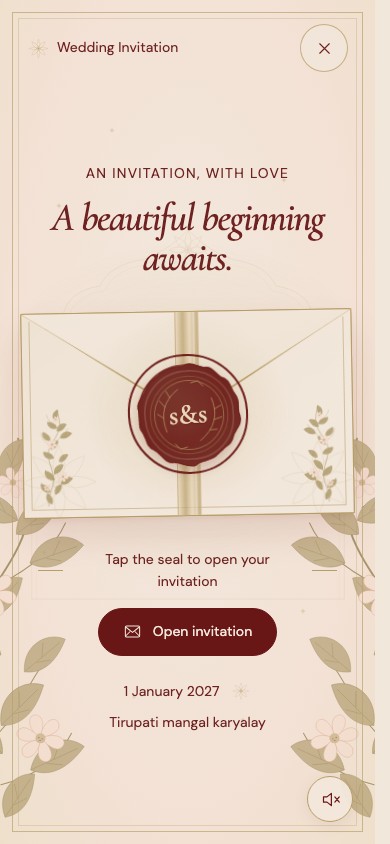 Wedding Invitation
AN INVITATION, WITH LOVE
A beautiful beginning
awaits.
s&s
Tap the seal to open your
invitation
Open invitation
1 January 2027
Tirupati mangal karyalay